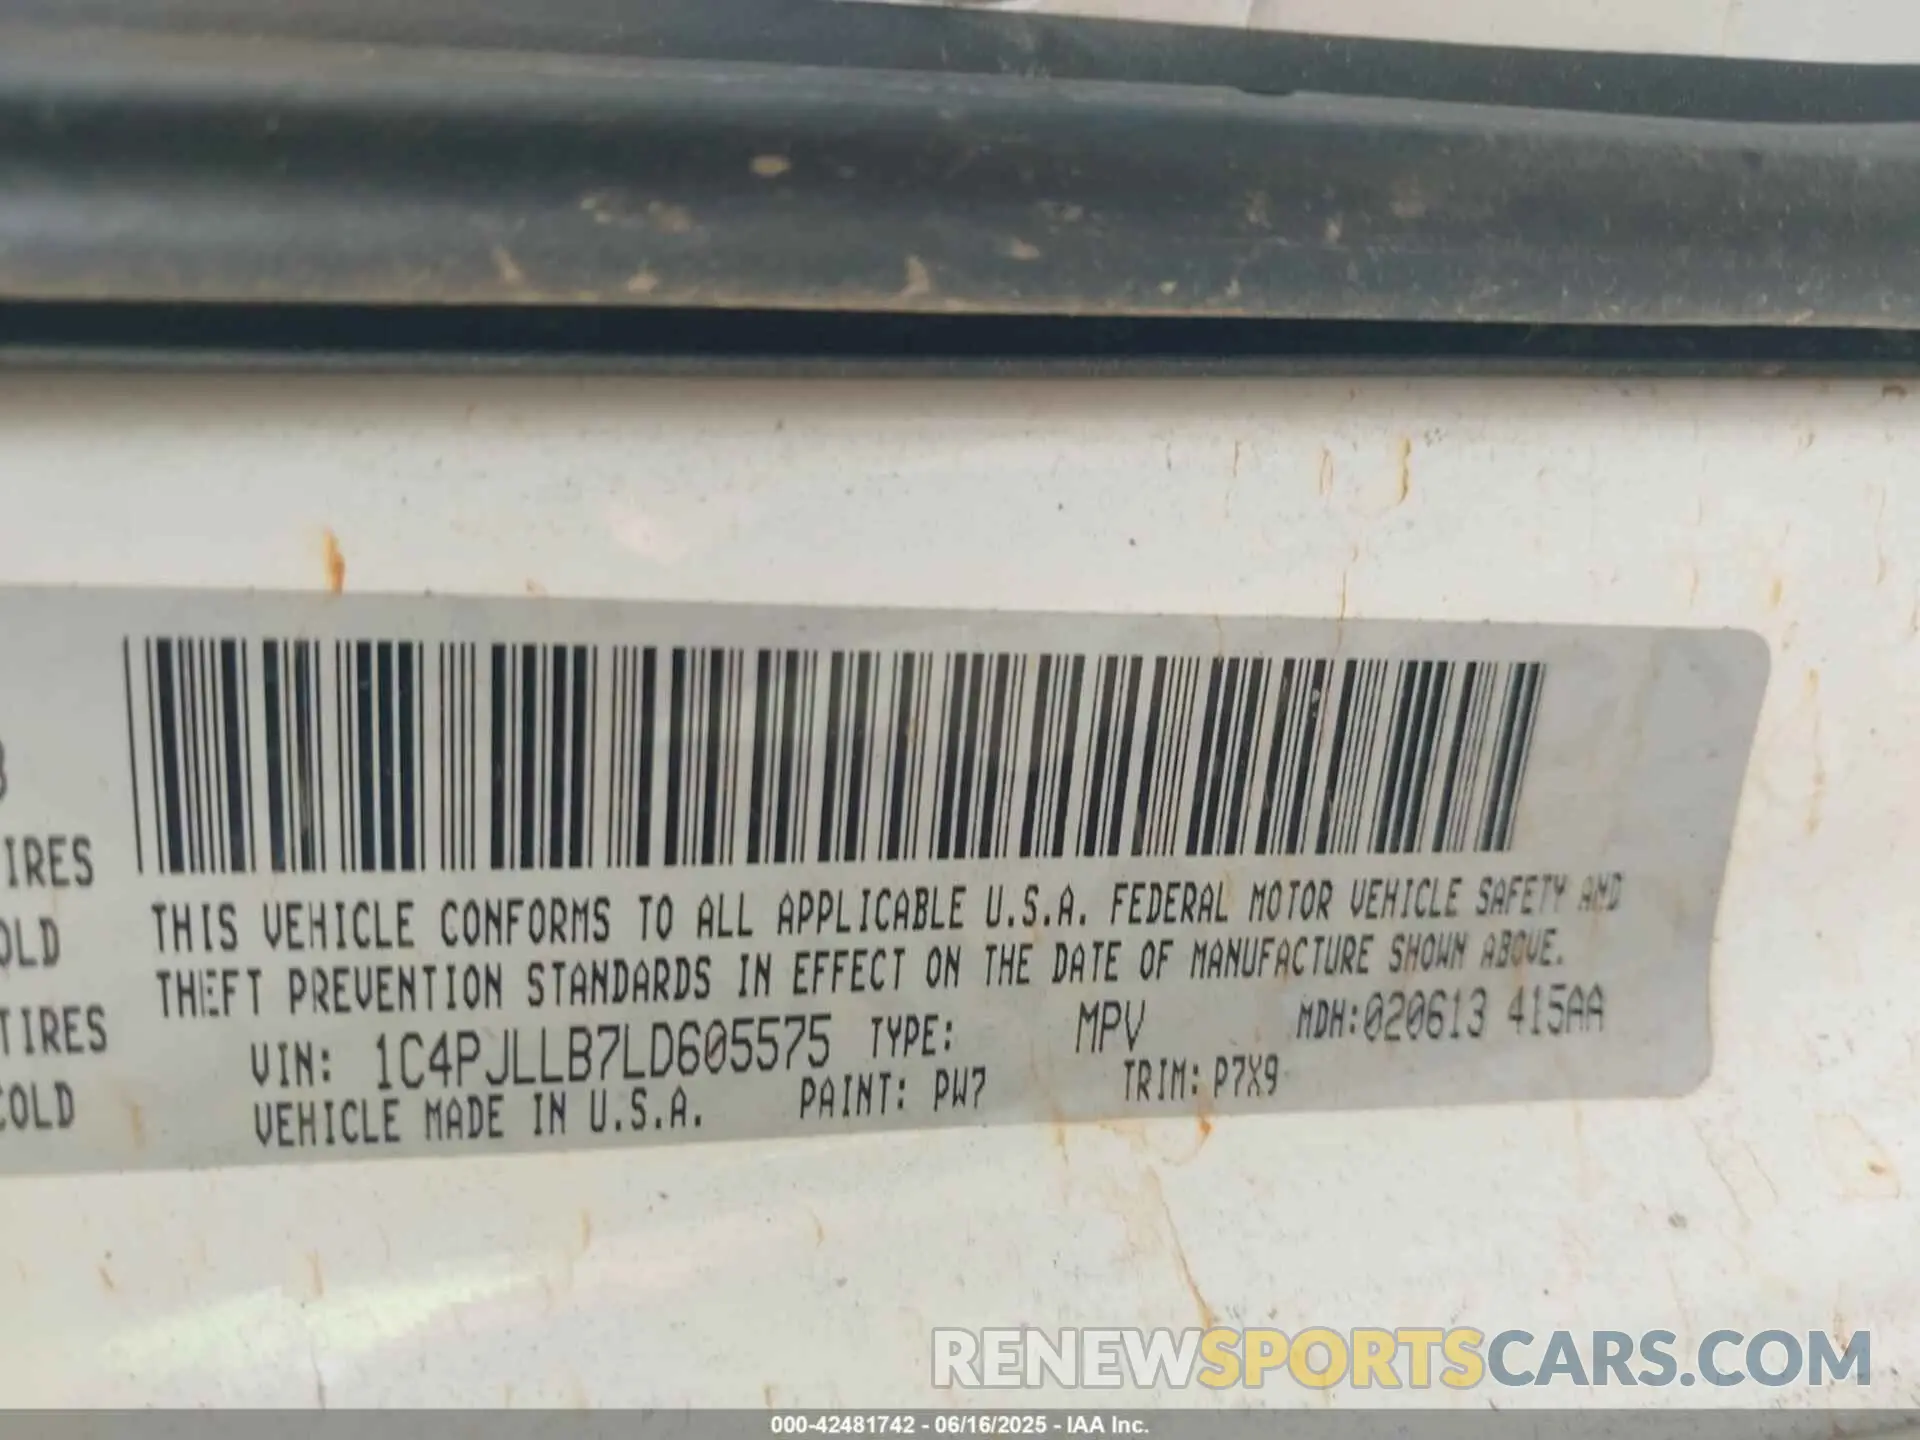 3
IRES
OLD
TIRES
COLD
THIS VEHICLE CONFORMS TO ALL APPLICABLE U.S.A. FEDERAL MOTOR VEHICLE SAFETY AND
THEFT PREVENTION STANDARDS IN EFFECT ON THE DATE OF MANUFACTURE SHOWN ABOVE.
VIN: 1C4PJLLB7LD605575 TYPE: MPV MDH:020613 415AA
VEHICLE MADE IN U.S.A. PAINT: PW7 TRIM: P7X9
RENEWSPORTSCARS.COM
000-42481742 - 06/16/2025 - IAA Inc.